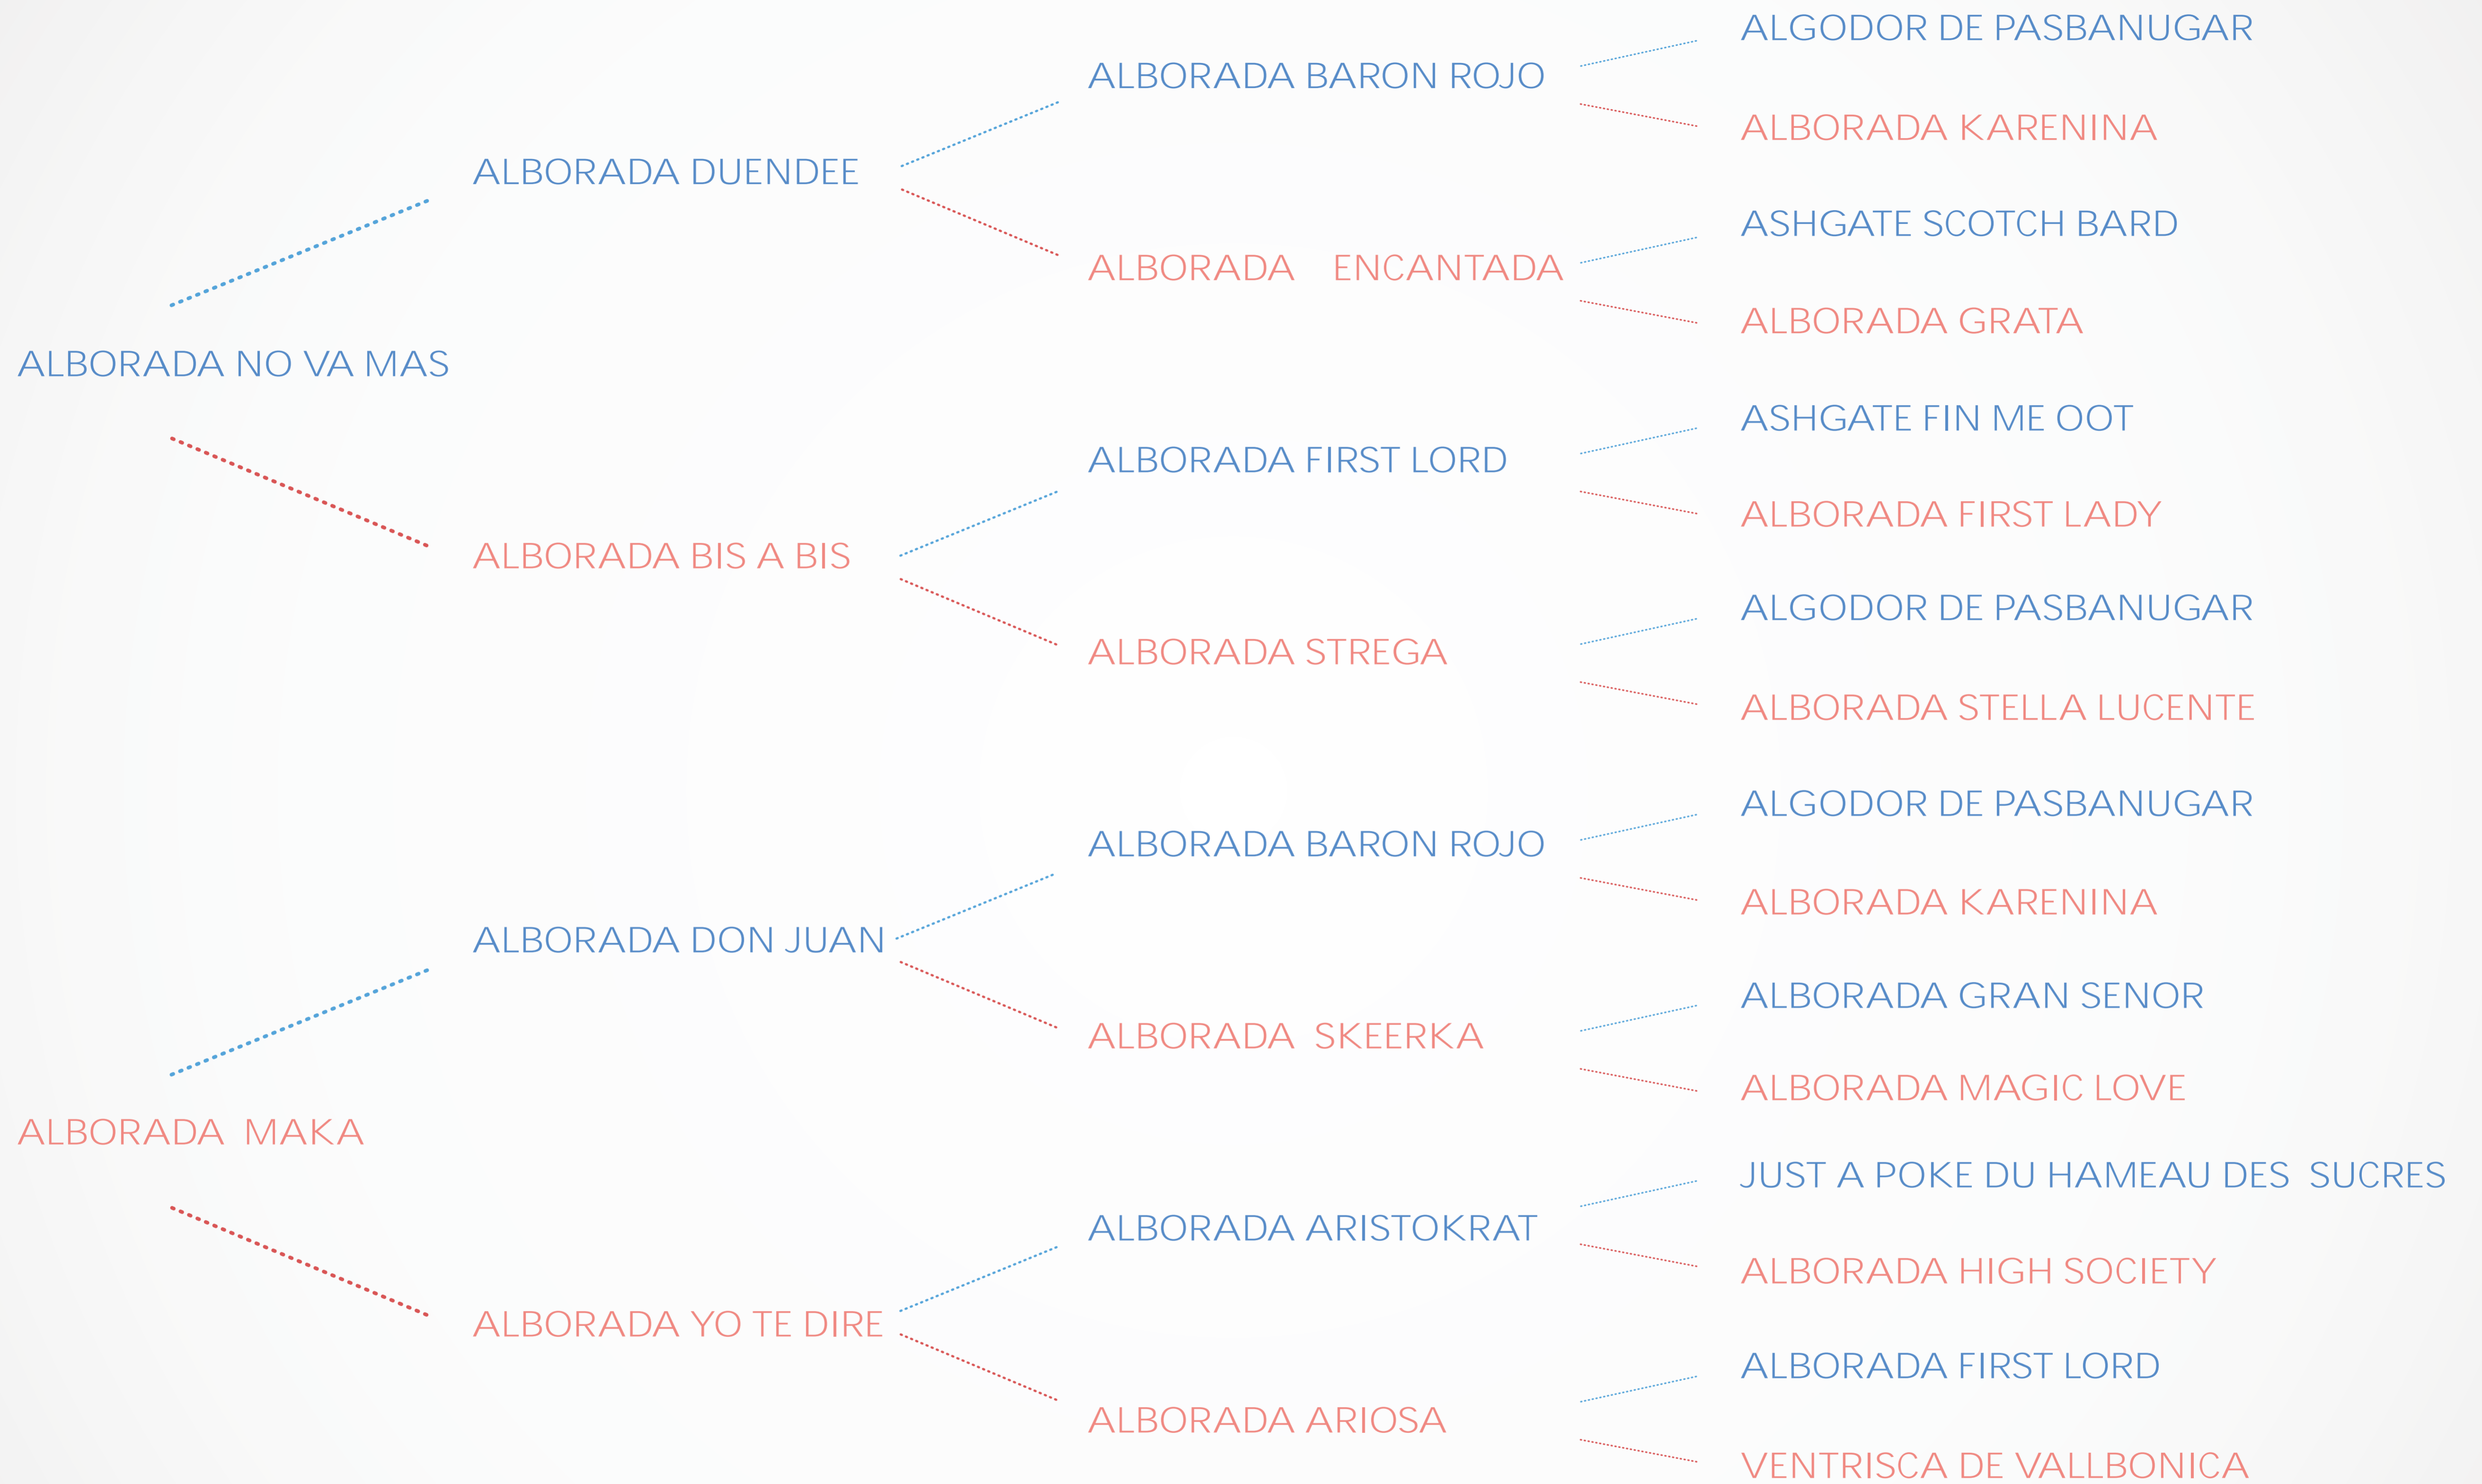 ALGODOR DE PASBANUGAR
ALBORADA BARON ROJO
ALBORADA KARENINA
ALBORADA DUENDEE
ASHGATE SCOTCH BARD
ALBORADA ENCANTADA
ALBORADA GRATA
ALBORADA NO VA MAS
ASHGATE FIN ME OOT
ALBORADA FIRST LORD
ALBORADA FIRST LADY
ALBORADA BIS A BIS
ALGODOR DE PASBANUGAR
ALBORADA STREGA
ALBORADA STELLA LUCENTE
ALGODOR DE PASBANUGAR
ALBORADA BARON ROJO
ALBORADA KARENINA
ALBORADA DON JUAN
ALBORADA GRAN SENOR
ALBORADA SKEERKA
ALBORADA MAGIC LOVE
ALBORADA MAKA
JUST A POKE DU HAMEAU DES SUCRES
ALBORADA ARISTOKRAT
ALBORADA HIGH SOCIETY
ALBORADA YO TE DIRE
ALBORADA FIRST LORD
ALBORADA ARIOSA
VENTRISCA DE VALLBONICA